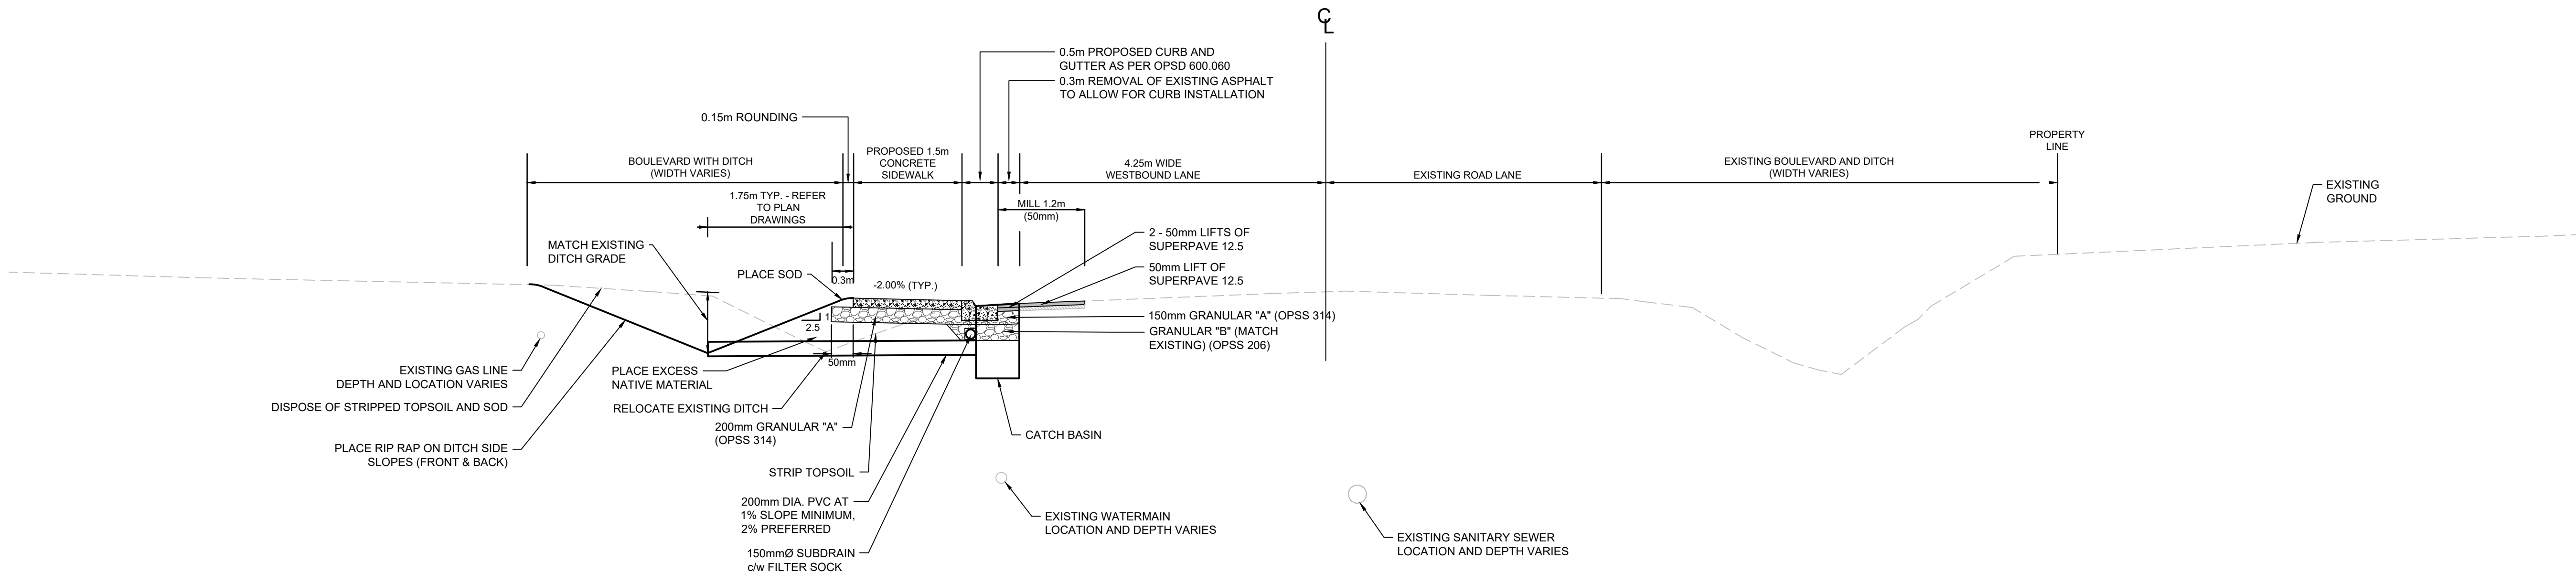 ℄
0.5m PROPOSED CURB AND
GUTTER AS PER OPSD 600.060
0.3m REMOVAL OF EXISTING ASPHALT
TO ALLOW FOR CURB INSTALLATION
0.15m ROUNDING
PROPERTY
LINE
BOULEVARD WITH DITCH
(WIDTH VARIES)
PROPOSED 1.5m
CONCRETE
SIDEWALK
4.25m WIDE
WESTBOUND LANE
EXISTING ROAD LANE
EXISTING BOULEVARD AND DITCH
(WIDTH VARIES)
EXISTING
GROUND
1.75m TYP. - REFER
TO PLAN
DRAWINGS
MILL 1.2m
(50mm)
MATCH EXISTING
DITCH GRADE
2 - 50mm LIFTS OF
SUPERPAVE 12.5
PLACE SOD
0.3m
-2.00% (TYP.)
50mm LIFT OF
SUPERPAVE 12.5
1
2.5
150mm GRANULAR "A" (OPSS 314)
GRANULAR "B" (MATCH
EXISTING) (OPSS 206)
50mm
EXISTING GAS LINE
DEPTH AND LOCATION VARIES
PLACE EXCESS
NATIVE MATERIAL
DISPOSE OF STRIPPED TOPSOIL AND SOD
RELOCATE EXISTING DITCH
200mm GRANULAR "A"
(OPSS 314)
CATCH BASIN
PLACE RIP RAP ON DITCH SIDE
SLOPES (FRONT & BACK)
STRIP TOPSOIL
200mm DIA. PVC AT
1% SLOPE MINIMUM,
2% PREFERRED
EXISTING WATERMAIN
LOCATION AND DEPTH VARIES
EXISTING SANITARY SEWER
LOCATION AND DEPTH VARIES
150mmØ SUBDRAIN
c/w FILTER SOCK